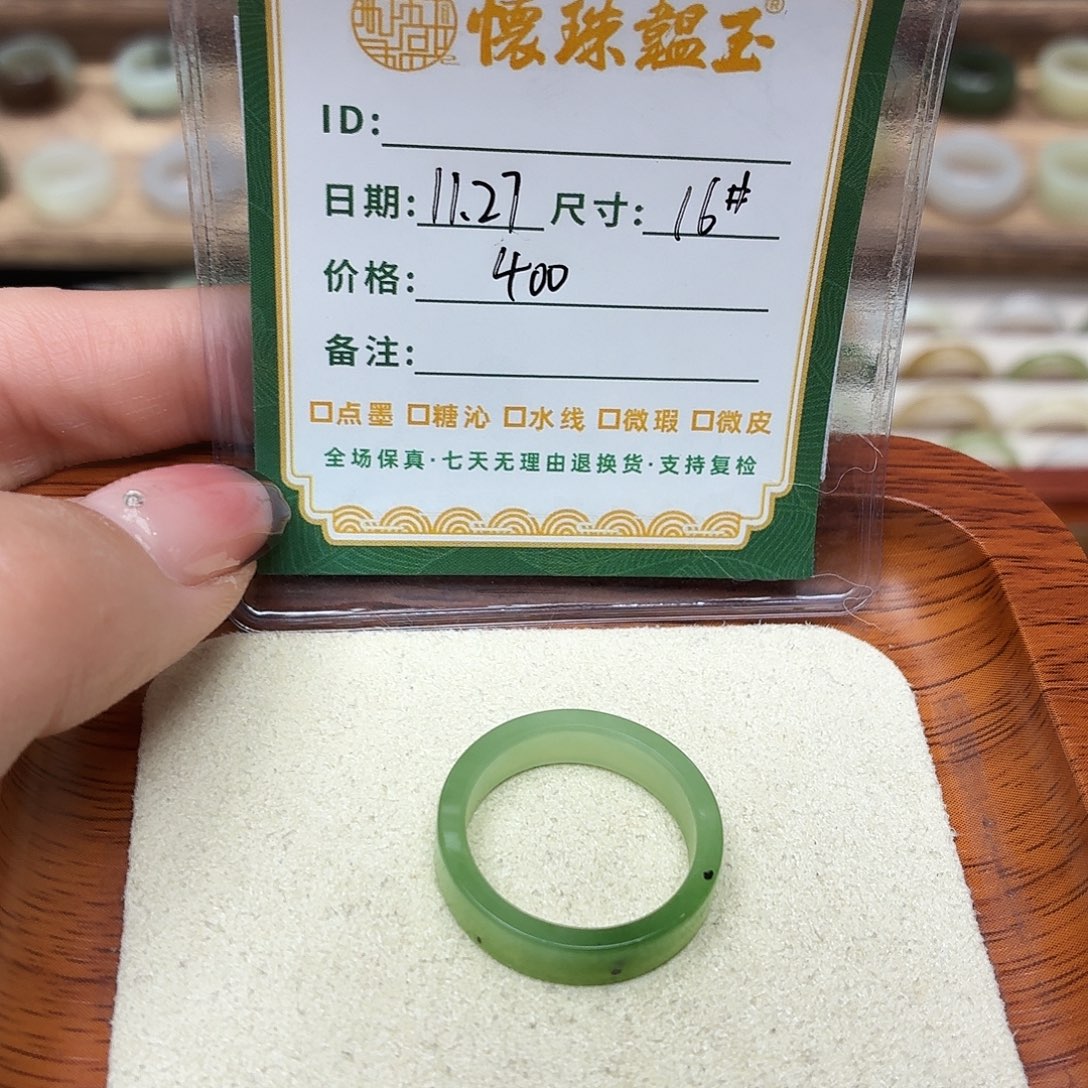 懷珠韞玉®
ID:
日期: 11.27 尺寸: 16#
价格: 400
备注:
☐点墨 ☐糖沁 ☐水线 ☐微瑕 ☐微皮
全场保真·七天无理由退换货·支持复检